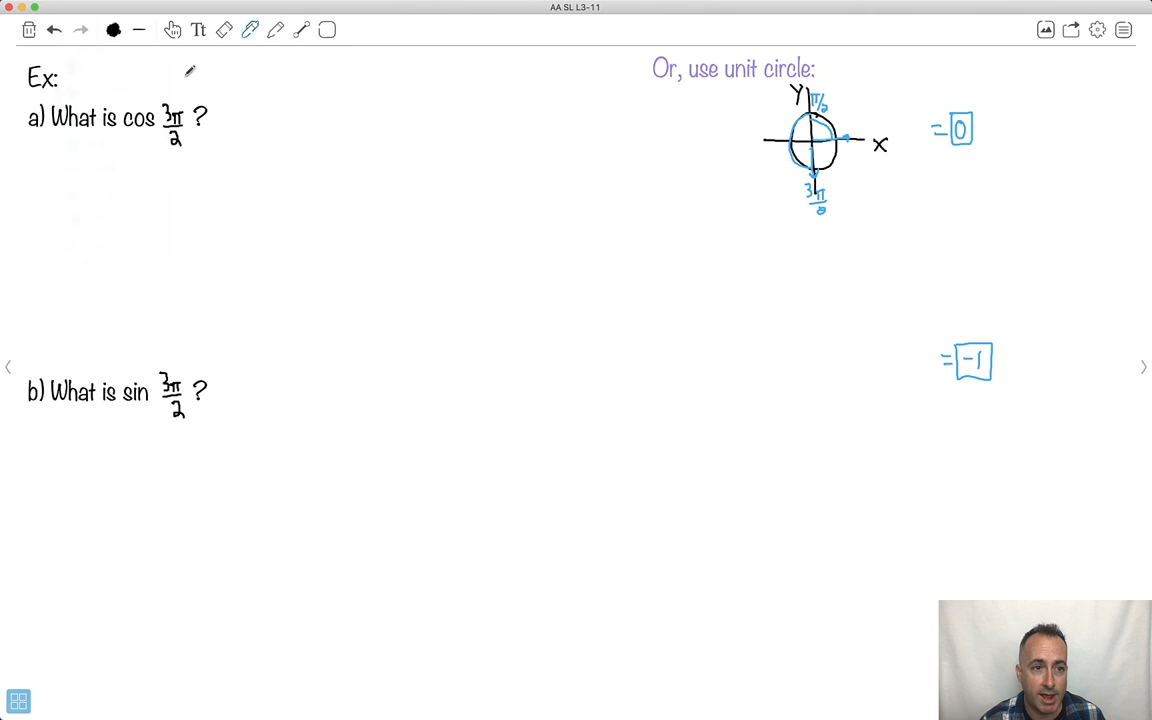 AA SL L3-11
Tt
Ex:
a) What is cos 3π/2 ?
Or, use unit circle:
y
π/2
x
3π
= 0
= -1
b) What is sin 3π/2 ?